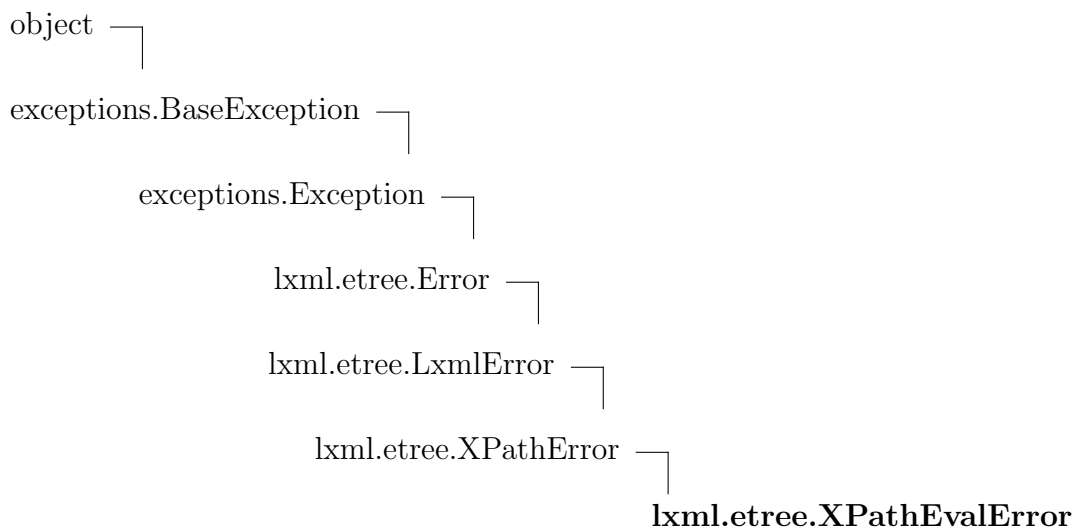 object
exceptions.BaseException
exceptions.Exception
lxml.etree.Error
lxml.etree.LxmlError
lxml.etree.XPathError
lxml.etree.XPathEvalError